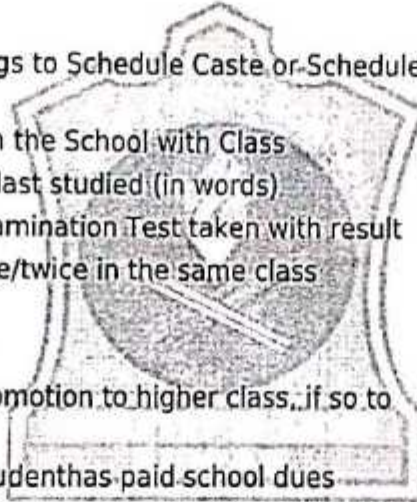 gs to Schedule Caste or Schedule
the School with Class
last studied (in words)
amination Test taken with result
e/twice in the same class
omotion to higher class, if so to
udenthas paid school dues